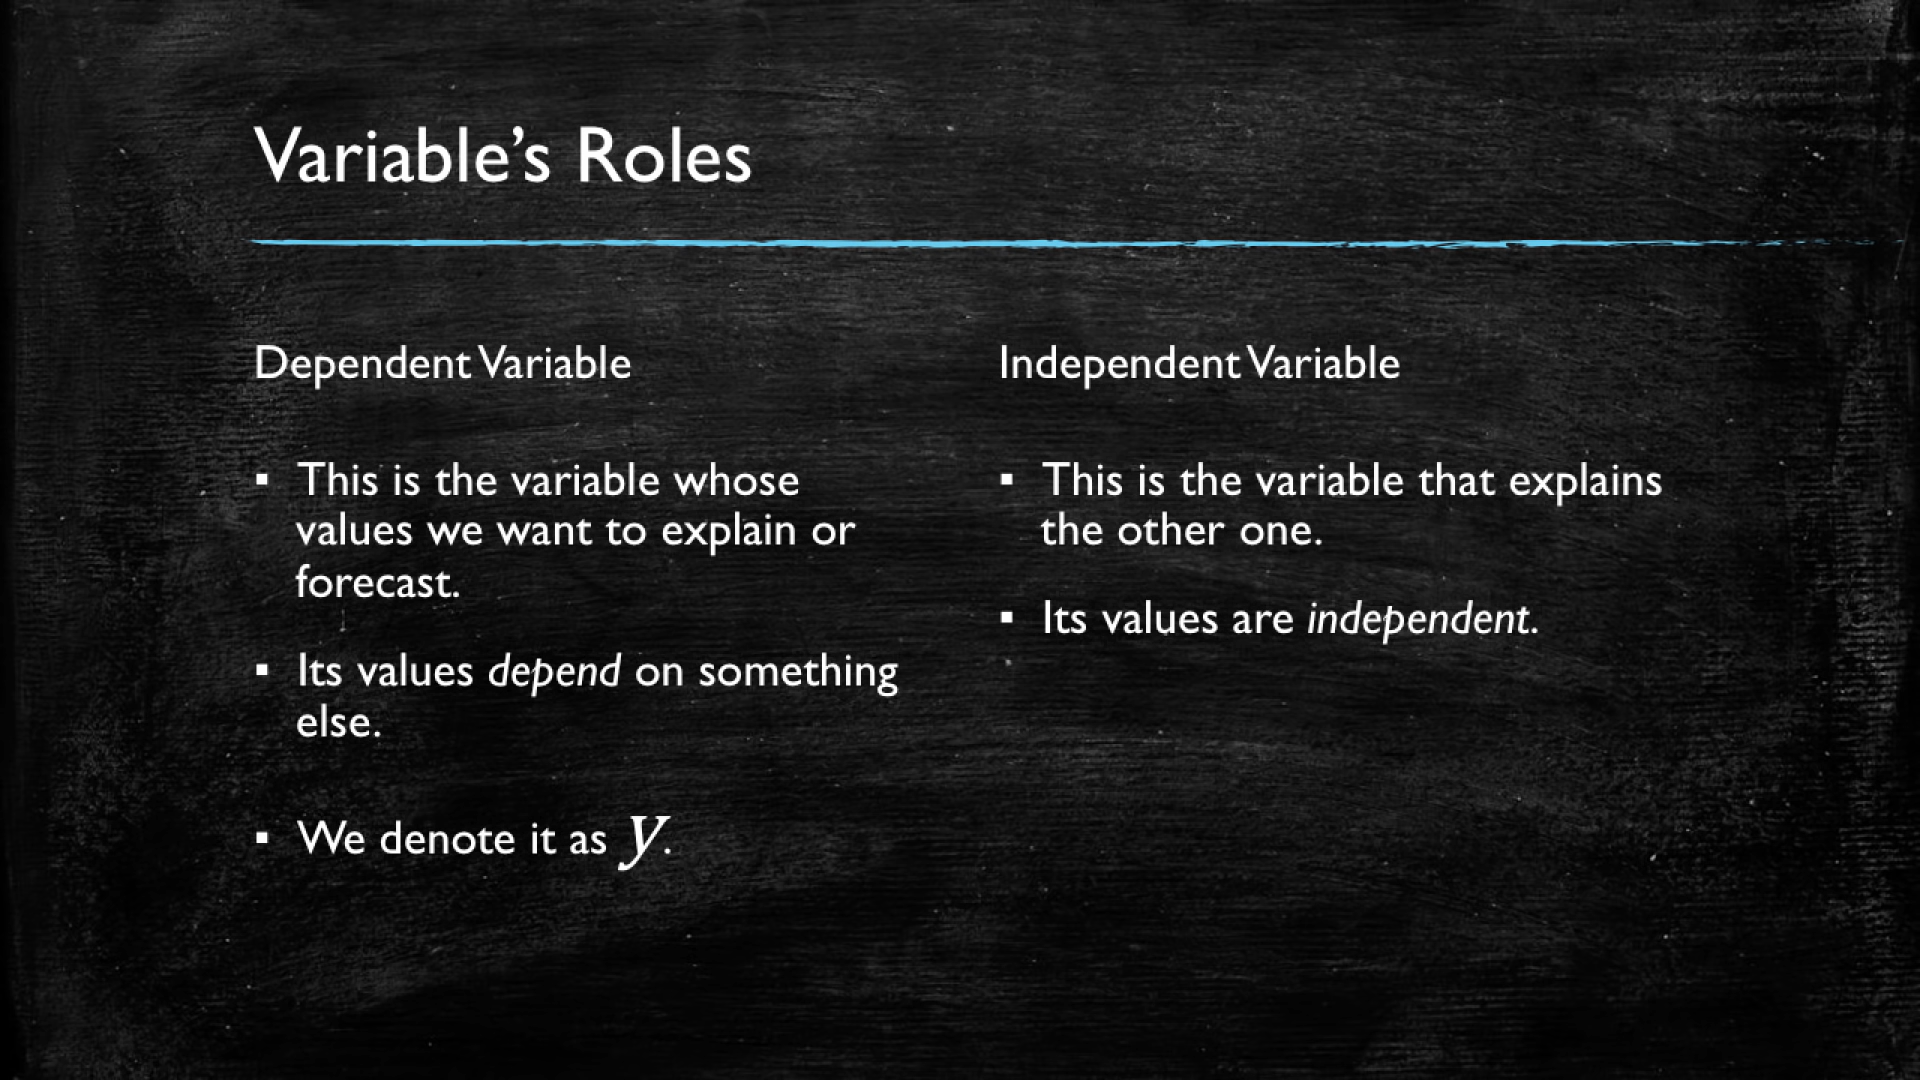 Variable’s Roles
Dependent Variable
▪ This is the variable whose
values we want to explain or
forecast.
▪ Its values depend on something
else.
▪ We denote it as y.
Independent Variable
▪ This is the variable that explains
the other one.
▪ Its values are independent.